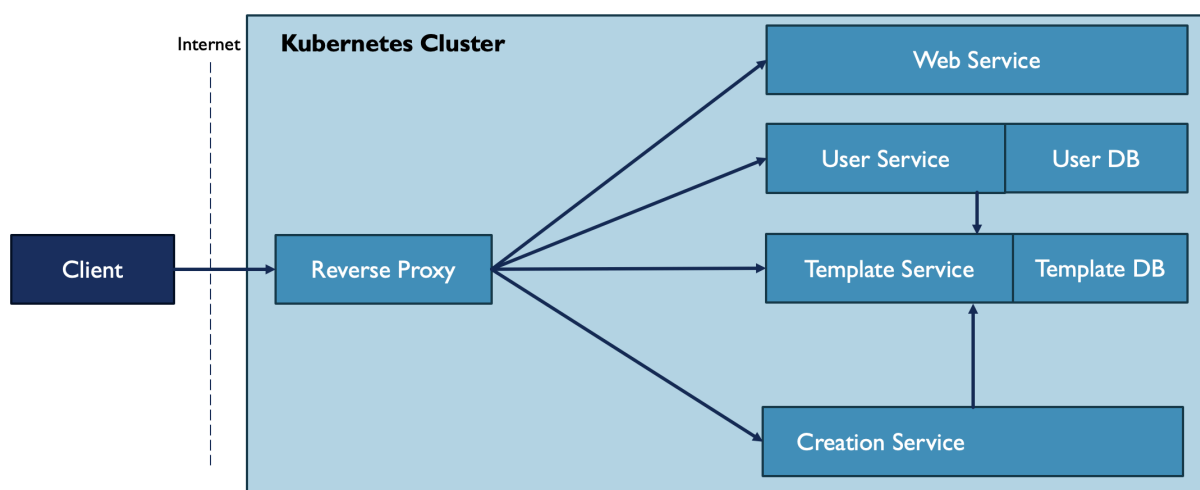 Internet
Kubernetes Cluster
Web Service
User Service
User DB
Client
Reverse Proxy
Template Service
Template DB
Creation Service